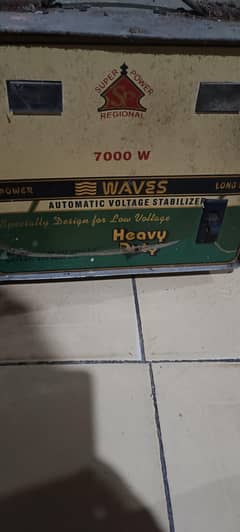 SUPER POWER
REGIONAL
7000 W
POWER
WAVES
LONG
AUTOMATIC VOLTAGE STABILIZER
Specially Design for Low Voltage
Heavy
Duty